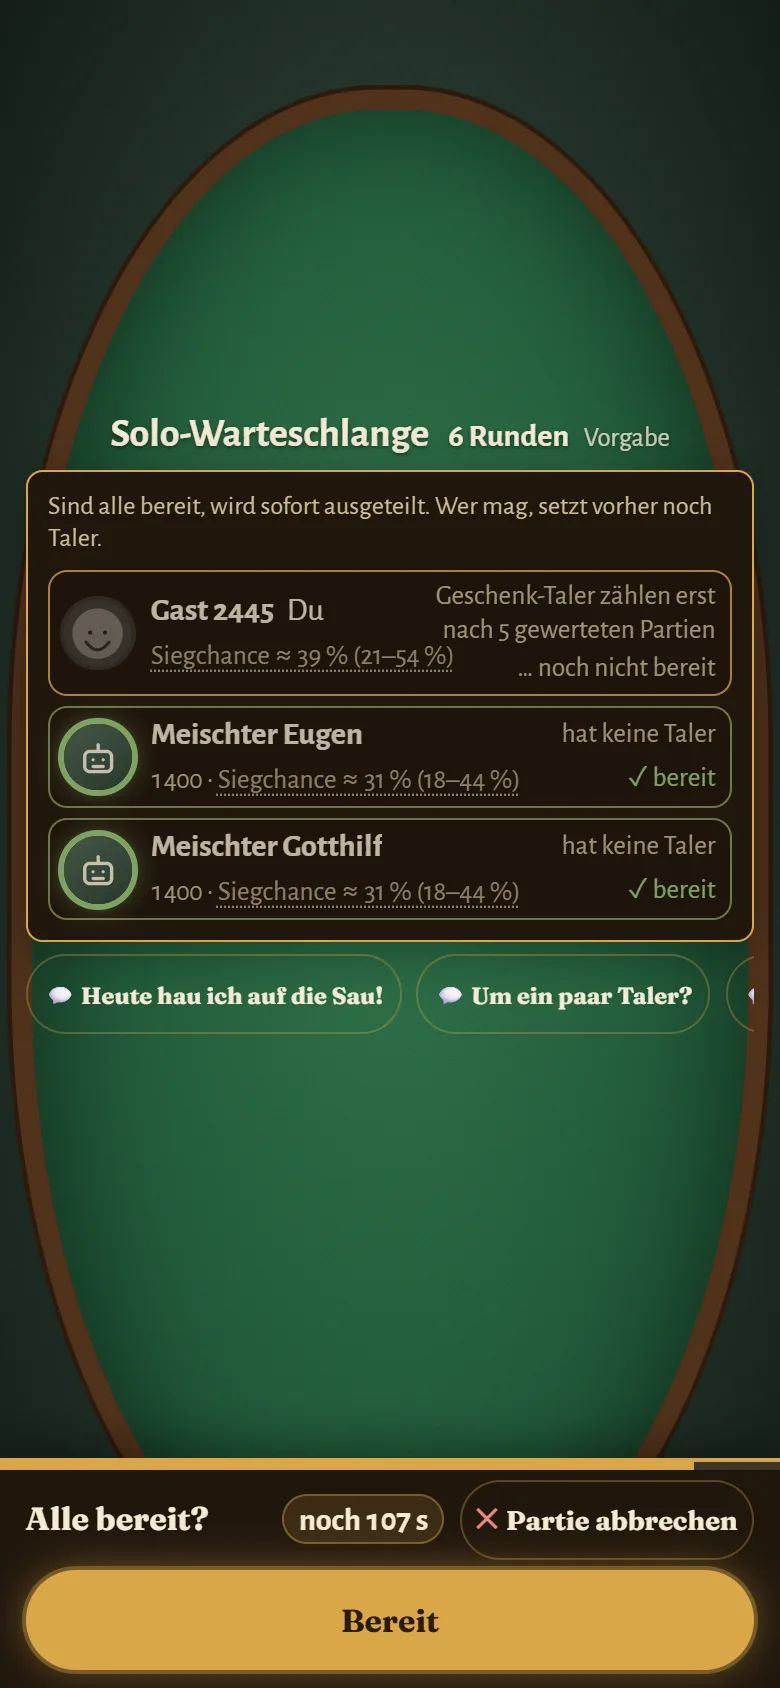 Solo-Warteschlange 6 Runden Vorgabe
Sind alle bereit, wird sofort ausgeteilt. Wer mag, setzt vorher noch
Taler.
Gast 2445 Du
Siegchance ≈ 39 % (21–54 %)
Geschenk-Taler zählen erst
nach 5 gewerteten Partien
... noch nicht bereit
Meischter Eugen
hat keine Taler
1400 · Siegchance ≈ 31 % (18–44 %)
✓ bereit
Meischter Gotthilf
hat keine Taler
1400 · Siegchance ≈ 31 % (18–44 %)
✓ bereit
Heute hau ich auf die Sau!
Um ein paar Taler?
Alle bereit?
noch 107 s
Partie abbrechen
Bereit